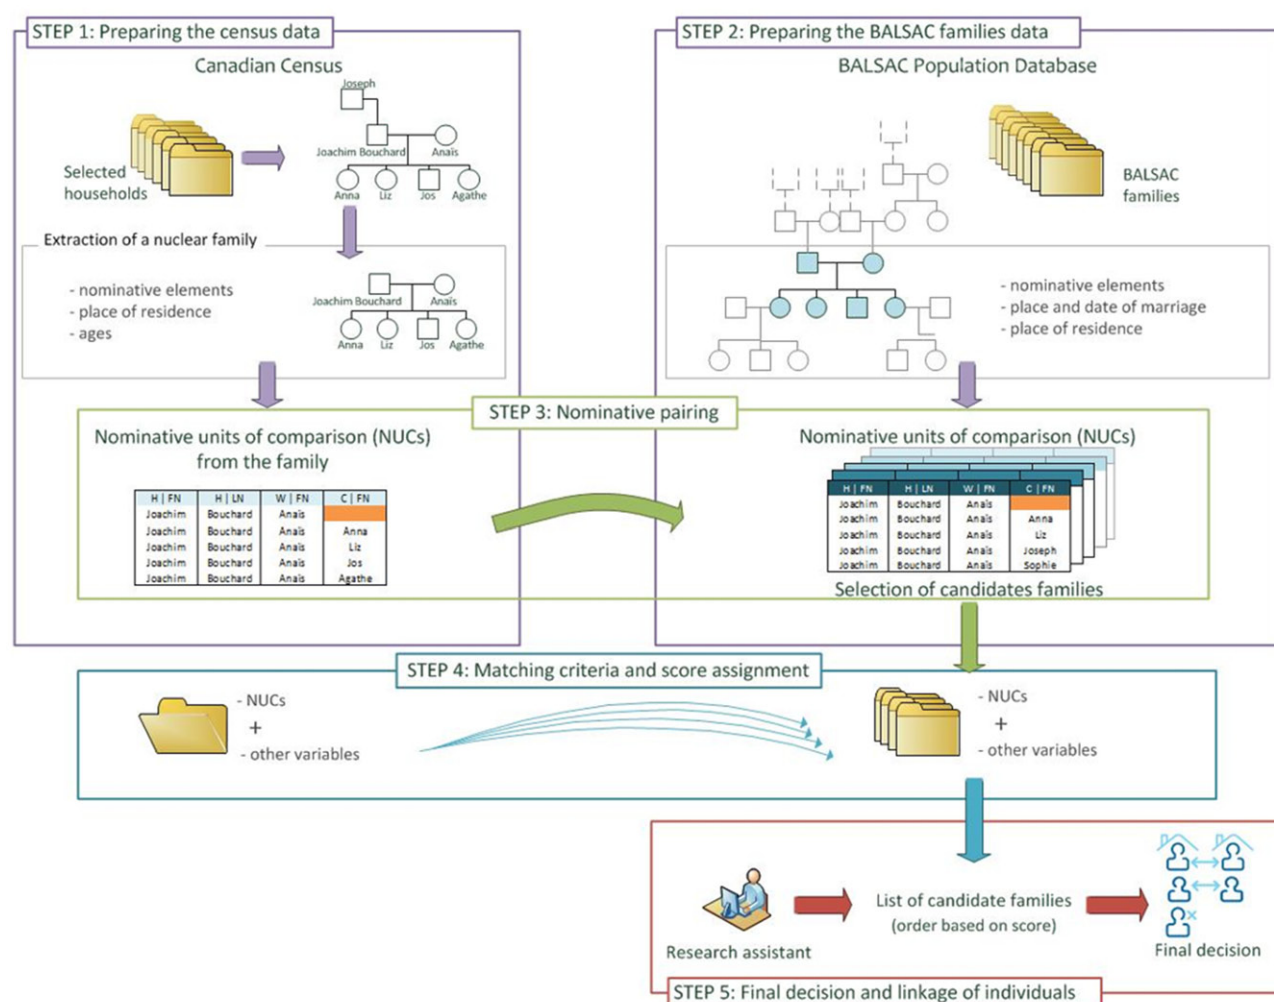 STEP 1: Preparing the census data
Canadian Census
Joseph
Joachim Bouchard
Anaïs
Anna
Liz
Jos
Agathe
Selected
households
Extraction of a nuclear family
- nominative elements
- place of residence
- ages
Joachim Bouchard
Anaïs
Anna
Liz
Jos
Agathe
STEP 2: Preparing the BALSAC families data
BALSAC Population Database
BALSAC
families
- nominative elements
- place and date of marriage
- place of residence
STEP 3: Nominative pairing
Nominative units of comparison (NUCs)
from the family
H | FN H | LN W | FN C | FN
Joachim Bouchard Anaïs
Joachim Bouchard Anaïs Anna
Joachim Bouchard Anaïs Liz
Joachim Bouchard Anaïs Jos
Joachim Bouchard Anaïs Agathe
Nominative units of comparison (NUCs)
H | FN H | LN W | FN C | FN
Joachim Bouchard Anaïs
Joachim Bouchard Anaïs Anna
Joachim Bouchard Anaïs Liz
Joachim Bouchard Anaïs Joseph
Joachim Bouchard Anaïs Sophie
Selection of candidates families
STEP 4: Matching criteria and score assignment
- NUCs
+
- other variables
- NUCs
+
- other variables
Research assistant
List of candidate families
(order based on score)
Final decision
STEP 5: Final decision and linkage of individuals